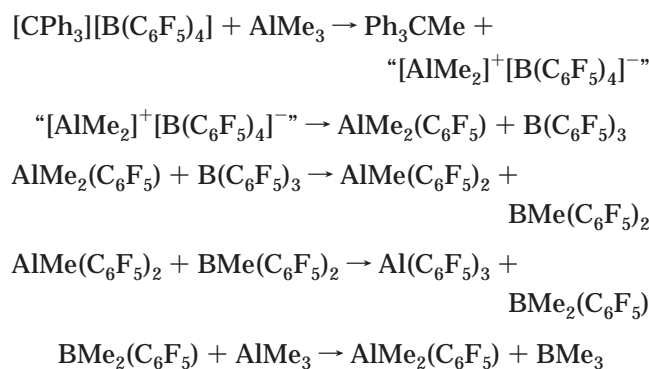 [CPh₃][B(C₆F₅)₄] + AlMe₃ → Ph₃CMe +
“[AlMe₂]⁺[B(C₆F₅)₄]⁻”
“[AlMe₂]⁺[B(C₆F₅)₄]⁻” → AlMe₂(C₆F₅) + B(C₆F₅)₃
AlMe₂(C₆F₅) + B(C₆F₅)₃ → AlMe(C₆F₅)₂ +
BMe(C₆F₅)₂
AlMe(C₆F₅)₂ + BMe(C₆F₅)₂ → Al(C₆F₅)₃ +
BMe₂(C₆F₅)
BMe₂(C₆F₅) + AlMe₃ → AlMe₂(C₆F₅) + BMe₃